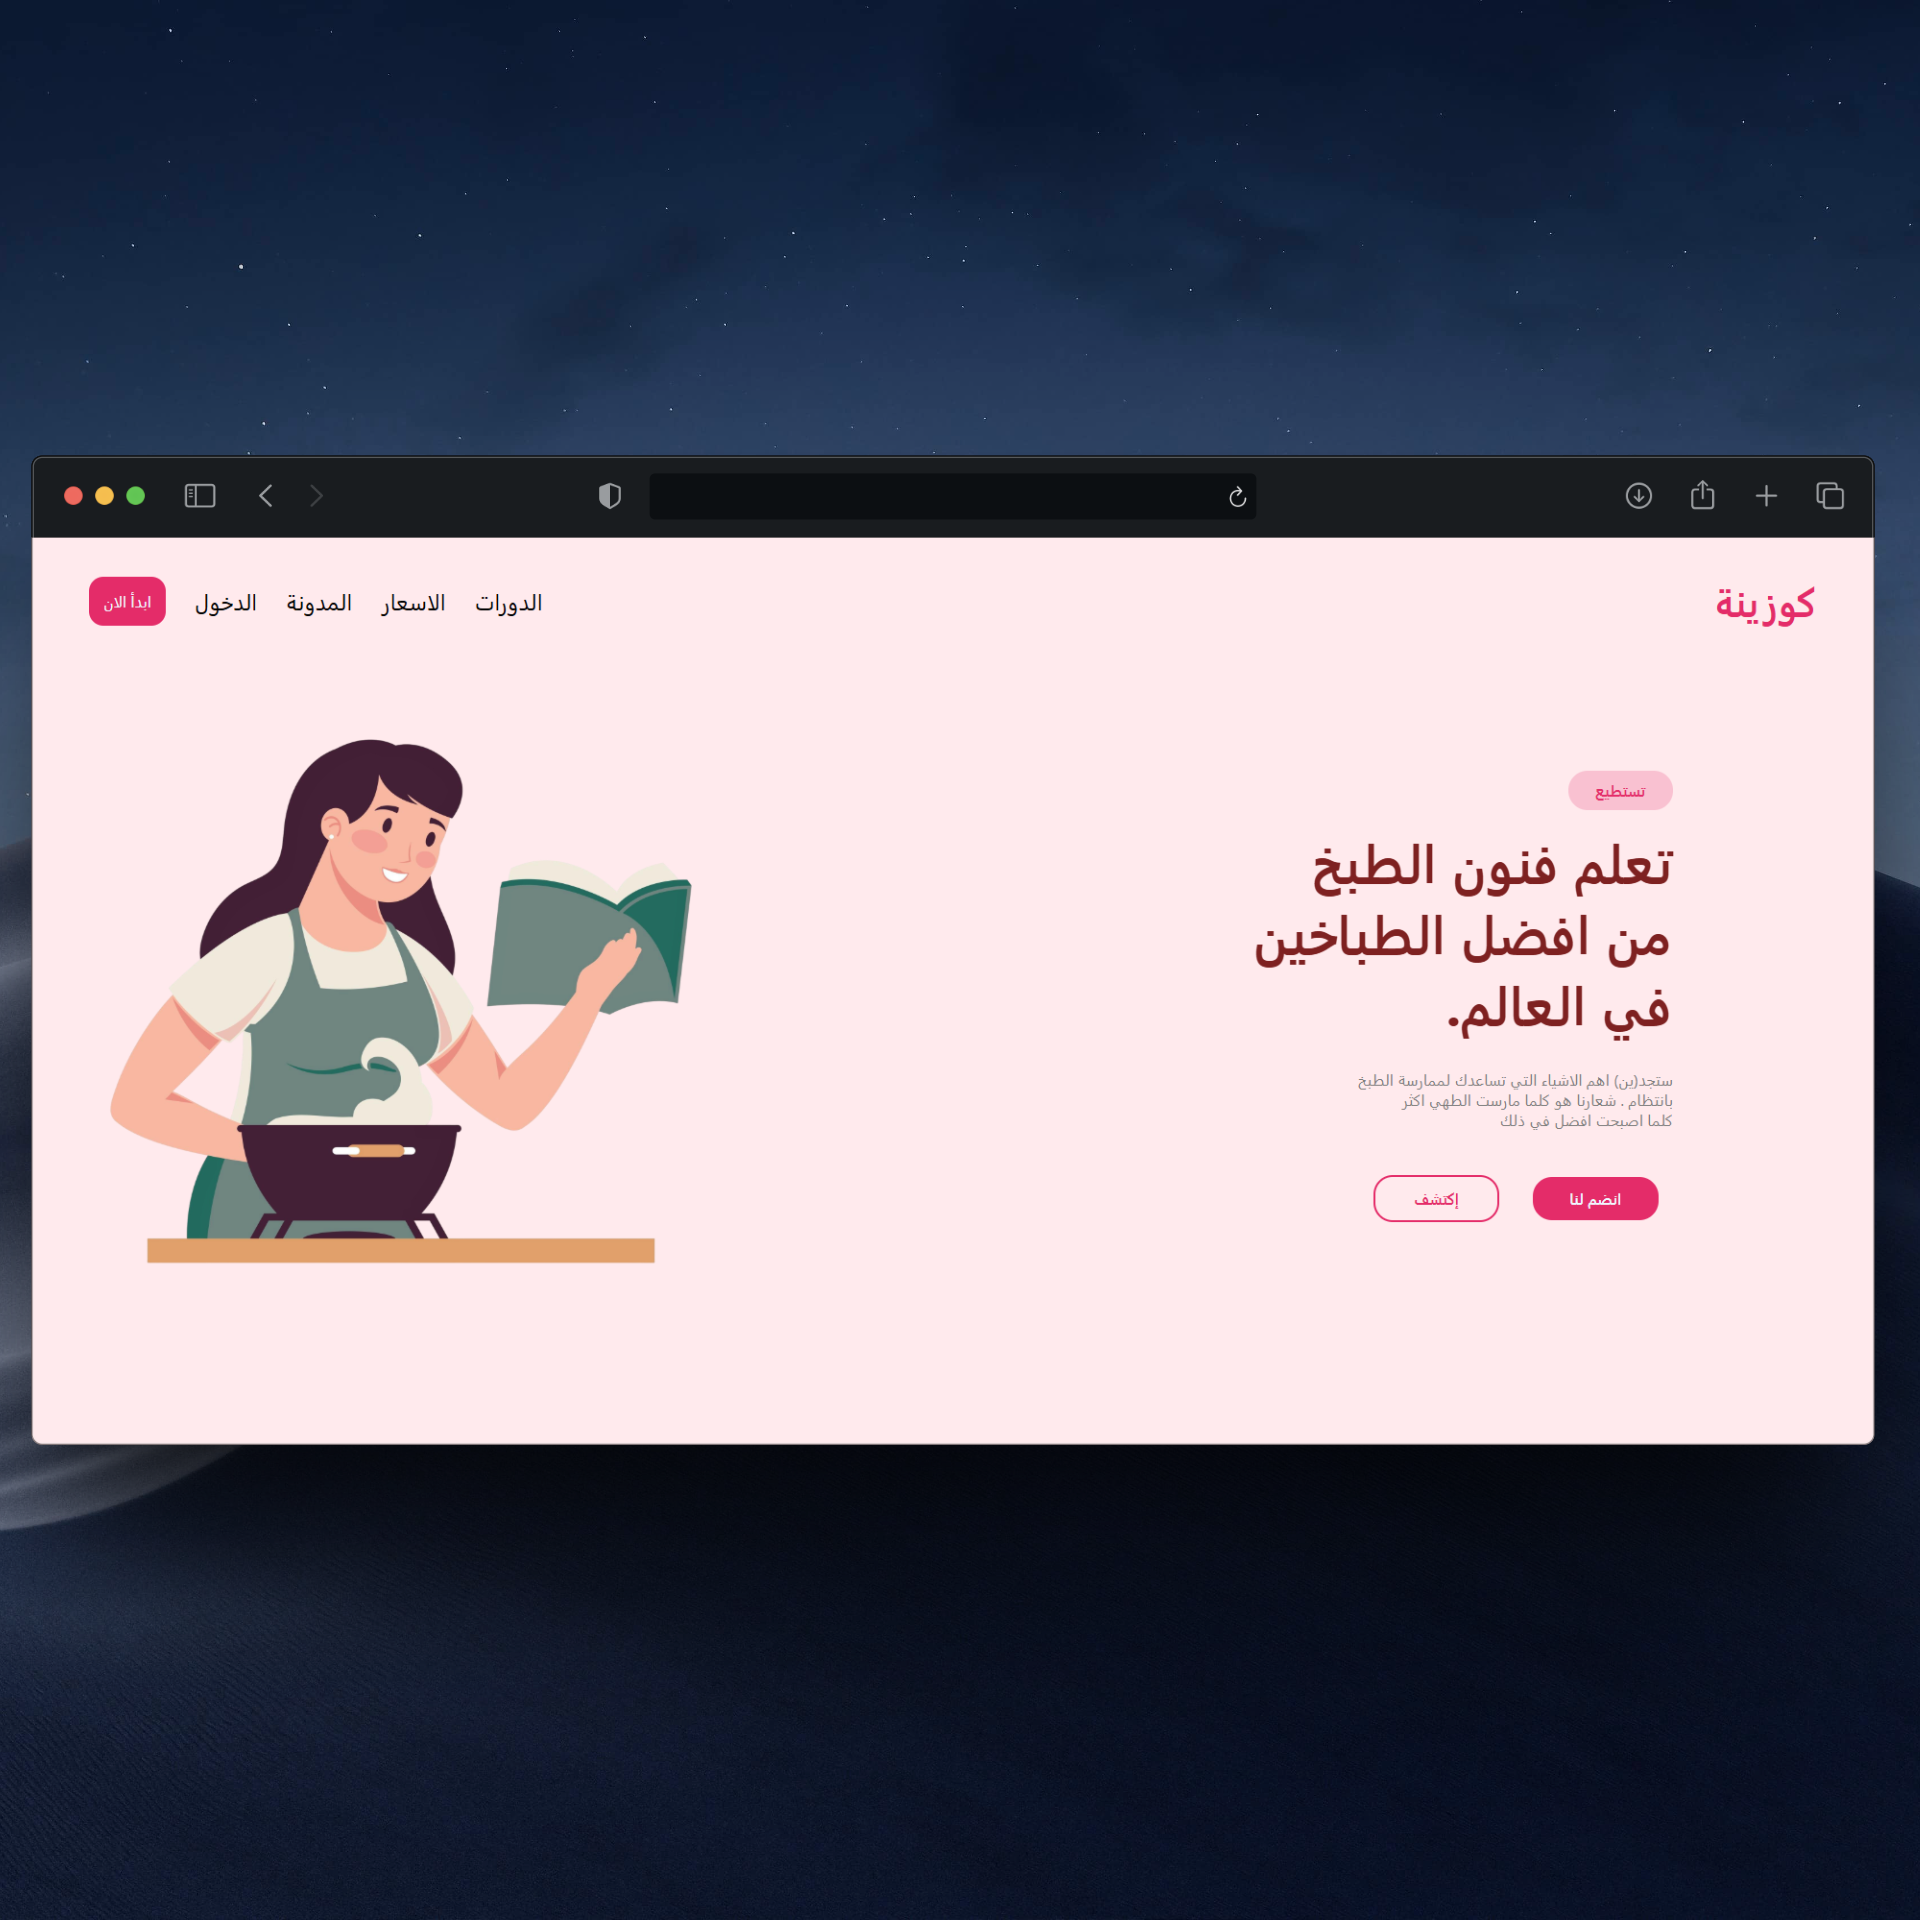 كوزينة
الدورات
الاسعار
المدونة
الدخول
ابدأ الان
تستطيع
تعلم فنون الطبخ
من افضل الطباخين
في العالم.
ستجد(ين) اهم الاشياء التي تساعدك لممارسة الطبخ
بانتظام . شعارنا هو كلما مارست الطهي اكثر
كلما اصبحت افضل في ذلك
انضم لنا
إكتشف